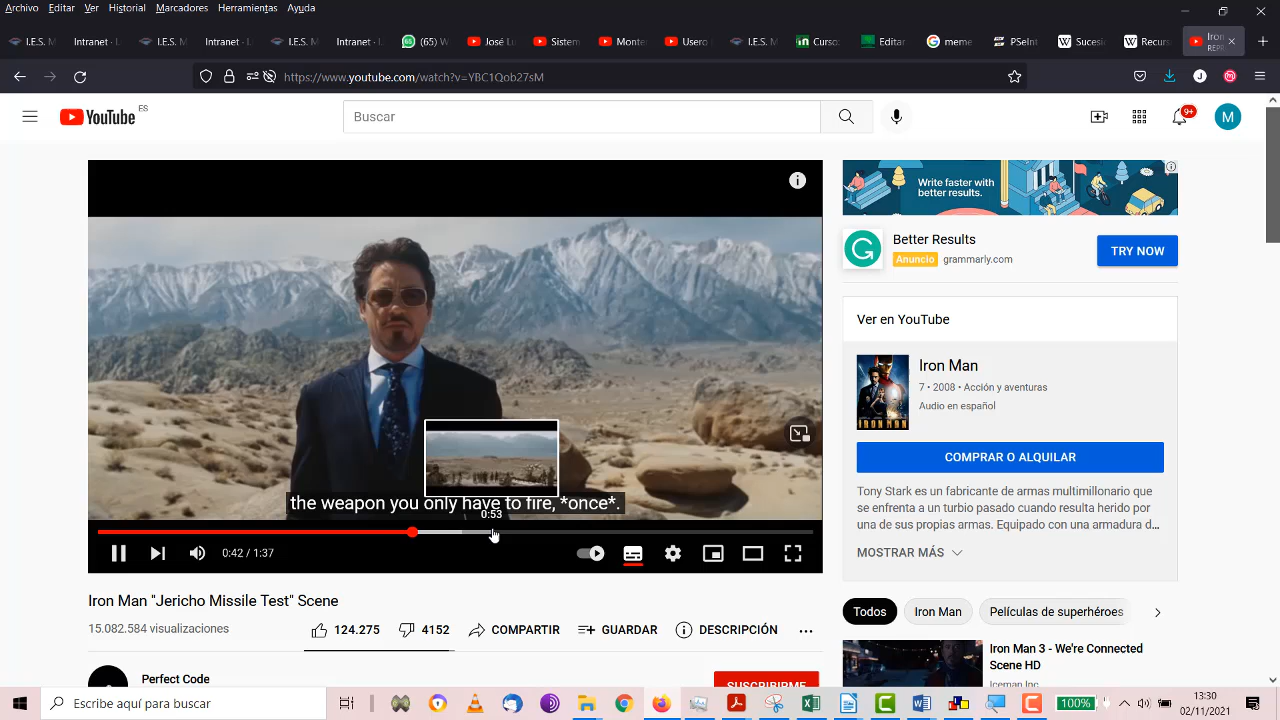 Archivo Editar Ver Historial Marcadores Herramientas Ayuda
I.E.S. M Intranet - L I.E.S. M Intranet - L I.E.S. M Intranet - L (65) W José Lu Sistem Monter Usero I.E.S. M Curso: Editar meme PSeInt Sucesi Recurs Iron
REPR
https://www.youtube.com/watch?v=YBC1Qob27sM
YouTube ES
Buscar
9+
M
Write faster with
better results.
Better Results
Anuncio grammarly.com
TRY NOW
Ver en YouTube
Iron Man
7 • 2008 • Acción y aventuras
Audio en español
IRON MAN
COMPRAR O ALQUILAR
Tony Stark es un fabricante de armas multimillonario que
se enfrenta a un turbio pasado cuando resulta herido por
una de sus propias armas. Equipado con una armadura d...
MOSTRAR MÁS
the weapon you only have to fire, *once*.
0:53
0:42 / 1:37
Iron Man "Jericho Missile Test" Scene
15.082.584 visualizaciones
124.275 4152 COMPARTIR GUARDAR DESCRIPCIÓN
Perfect Code
SUSCRIBIRME
Todos Iron Man Películas de superhéroes
Iron Man 3 - We're Connected
Scene HD
Iceman Inc
Escribe aquí para buscar
100%
13:30
02/11/2021